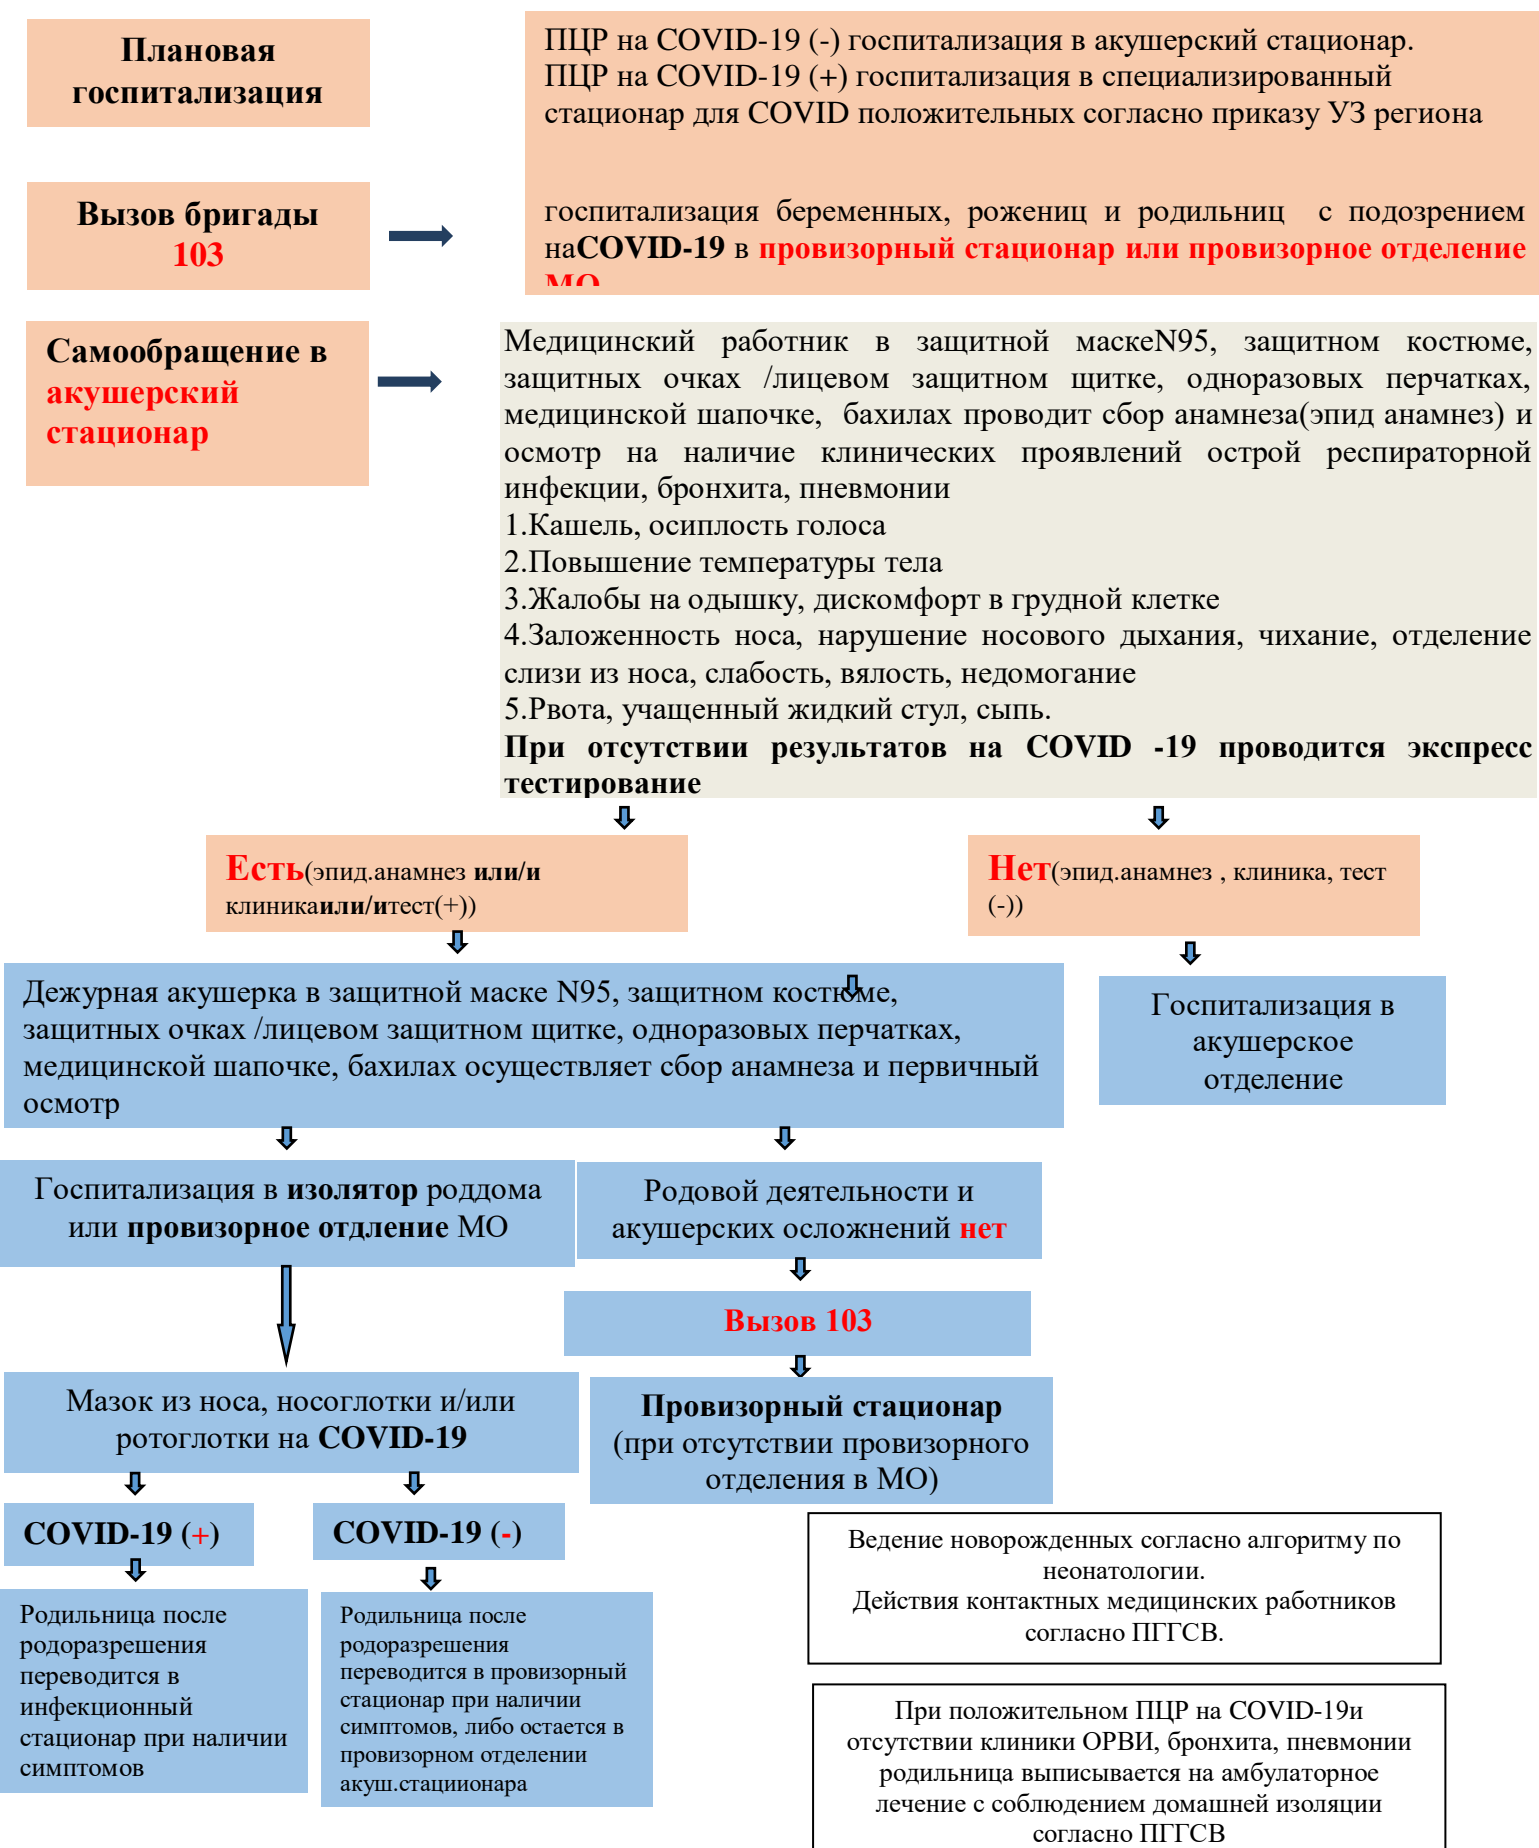 Плановая
госпитализация
ПЦР на COVID-19 (-) госпитализация в акушерский стационар.
ПЦР на COVID-19 (+) госпитализация в специализированный
стационар для COVID положительных согласно приказу УЗ региона
Вызов бригады
103
госпитализация беременных, рожениц и родильниц с подозрением
наCOVID-19 в провизорный стационар или провизорное отделение
МО
Самообращение в
акушерский
стационар
Медицинский работник в защитной маскеN95, защитном костюме,
защитных очках /лицевом защитном щитке, одноразовых перчатках,
медицинской шапочке, бахилах проводит сбор анамнеза(эпид анамнез) и
осмотр на наличие клинических проявлений острой респираторной
инфекции, бронхита, пневмонии
1.Кашель, осиплость голоса
2.Повышение температуры тела
3.Жалобы на одышку, дискомфорт в грудной клетке
4.Заложенность носа, нарушение носового дыхания, чихание, отделение
слизи из носа, слабость, вялость, недомогание
5.Рвота, учащенный жидкий стул, сыпь.
При отсутствии результатов на COVID -19 проводится экспресс
тестирование
Есть(эпид.анамнез или/и
клиникаили/итест(+))
Нет(эпид.анамнез , клиника, тест
(-))
Дежурная акушерка в защитной маске N95, защитном костюме,
защитных очках /лицевом защитном щитке, одноразовых перчатках,
медицинской шапочке, бахилах осуществляет сбор анамнеза и первичный
осмотр
Госпитализация в
акушерское
отделение
Госпитализация в изолятор роддома
или провизорное отдление МО
Родовой деятельности и
акушерских осложнений нет
Вызов 103
Мазок из носа, носоглотки и/или
ротоглотки на COVID-19
Провизорный стационар
(при отсутствии провизорного
отделения в МО)
COVID-19 (+)
COVID-19 (-)
Родильница после
родоразрешения
переводится в
инфекционный
стационар при наличии
симптомов
Родильница после
родоразрешения
переводится в провизорный
стационар при наличии
симптомов, либо остается в
провизорном отделении
акуш.стациионара
Ведение новорожденных согласно алгоритму по
неонатологии.
Действия контактных медицинских работников
согласно ПГГСВ.
При положительном ПЦР на COVID-19и
отсутствии клиники ОРВИ, бронхита, пневмонии
родильница выписывается на амбулаторное
лечение с соблюдением домашней изоляции
согласно ПГГСВ